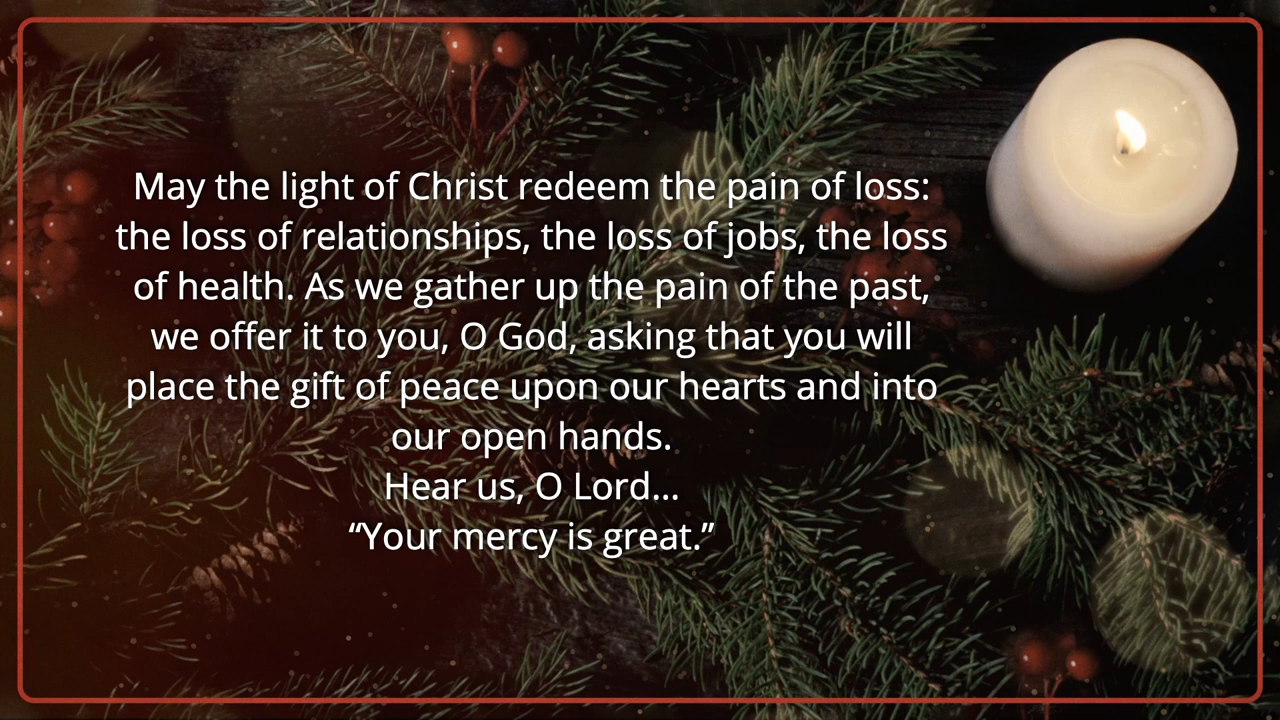 May the light of Christ redeem the pain of loss:
the loss of relationships, the loss of jobs, the loss
of health. As we gather up the pain of the past,
we offer it to you, O God, asking that you will
place the gift of peace upon our hearts and into
our open hands.
Hear us, O Lord...
“Your mercy is great.”